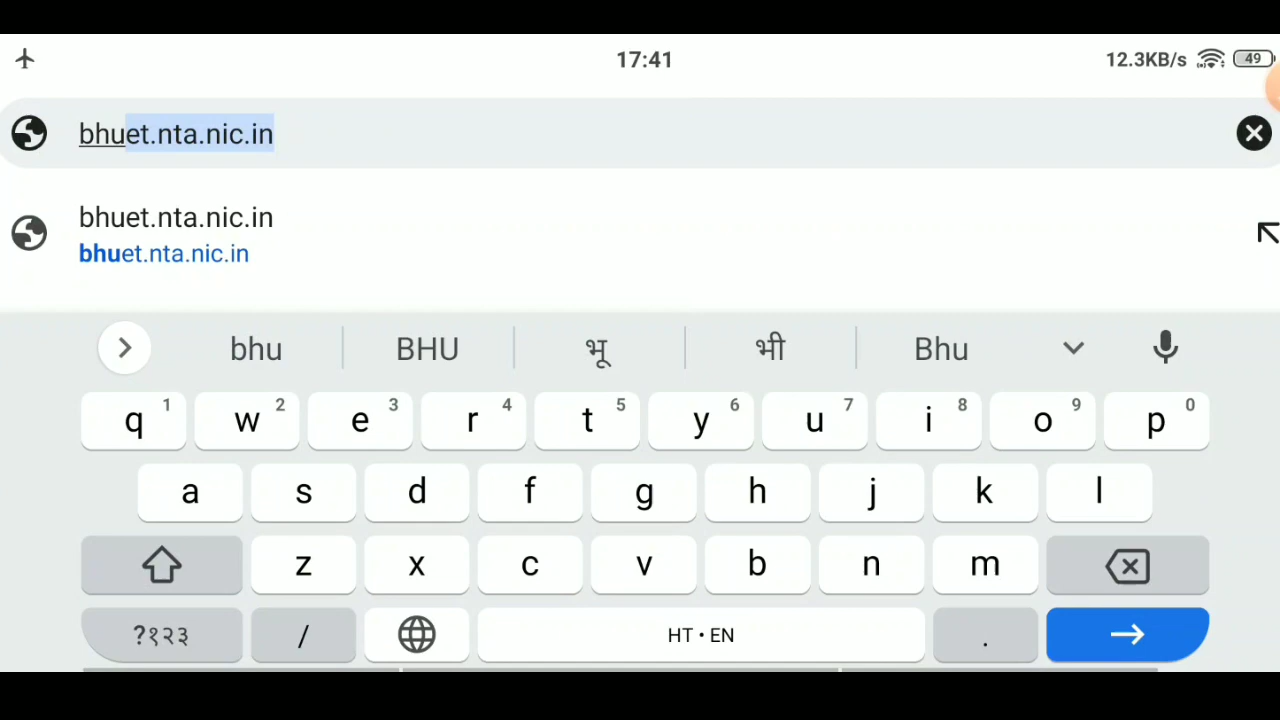 17:41 12.3KB/s 49
bhuet.nta.nic.in
bhuet.nta.nic.in
bhuet.nta.nic.in
bhu BHU भू भी Bhu
q 1 w 2 e 3 r 4 t 5 y 6 u 7 i 8 o 9 p 0
a s d f g h j k l
z x c v b n m
?१२३ / HT • EN .